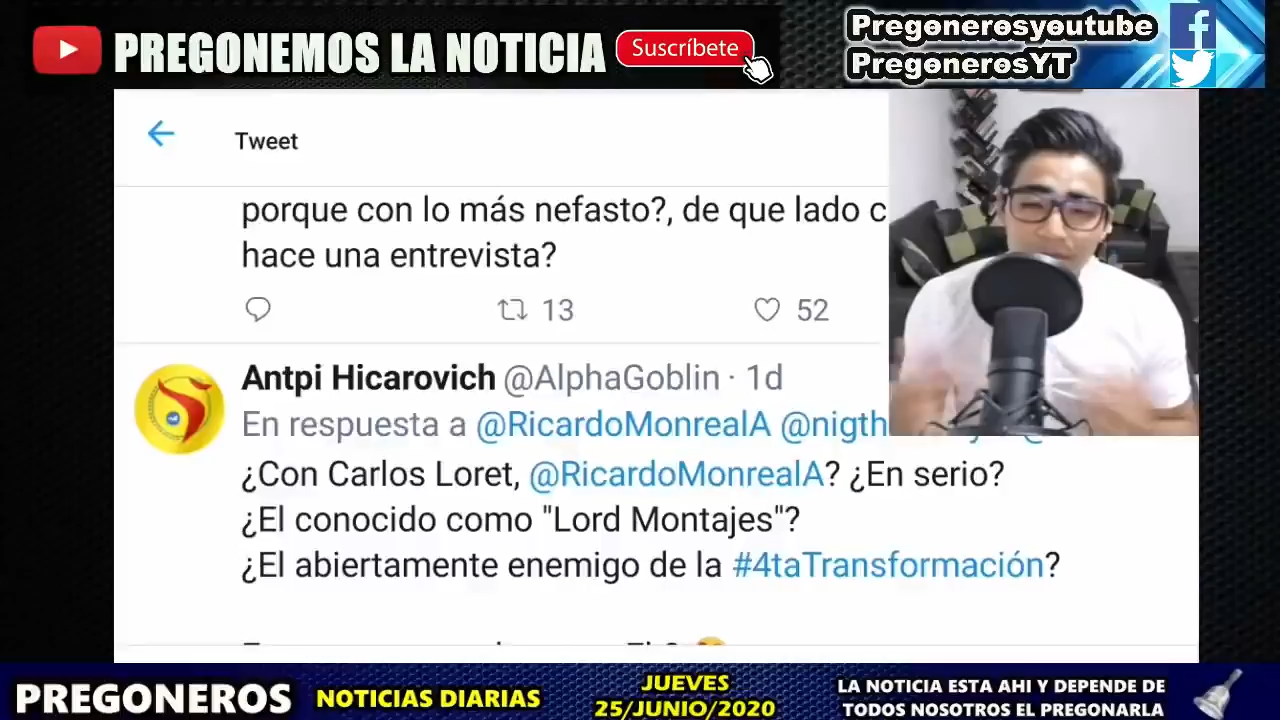 PREGONEMOS LA NOTICIA
Suscríbete
Pregonerosyoutube
PregonerosYT
Tweet
porque con lo más nefasto?, de que lado
hace una entrevista?
13
52
Antpi Hicarovich @AlphaGoblin · 1d
En respuesta a @RicardoMonrealA
¿Con Carlos Loret, @RicardoMonrealA? ¿En serio?
¿El conocido como "Lord Montajes"?
¿El abiertamente enemigo de la #4taTransformación?
PREGONEROS
NOTICIAS DIARIAS
JUEVES
25/JUNIO/2020
LA NOTICIA ESTA AHI Y DEPENDE DE
TODOS NOSOTROS EL PREGONARLA